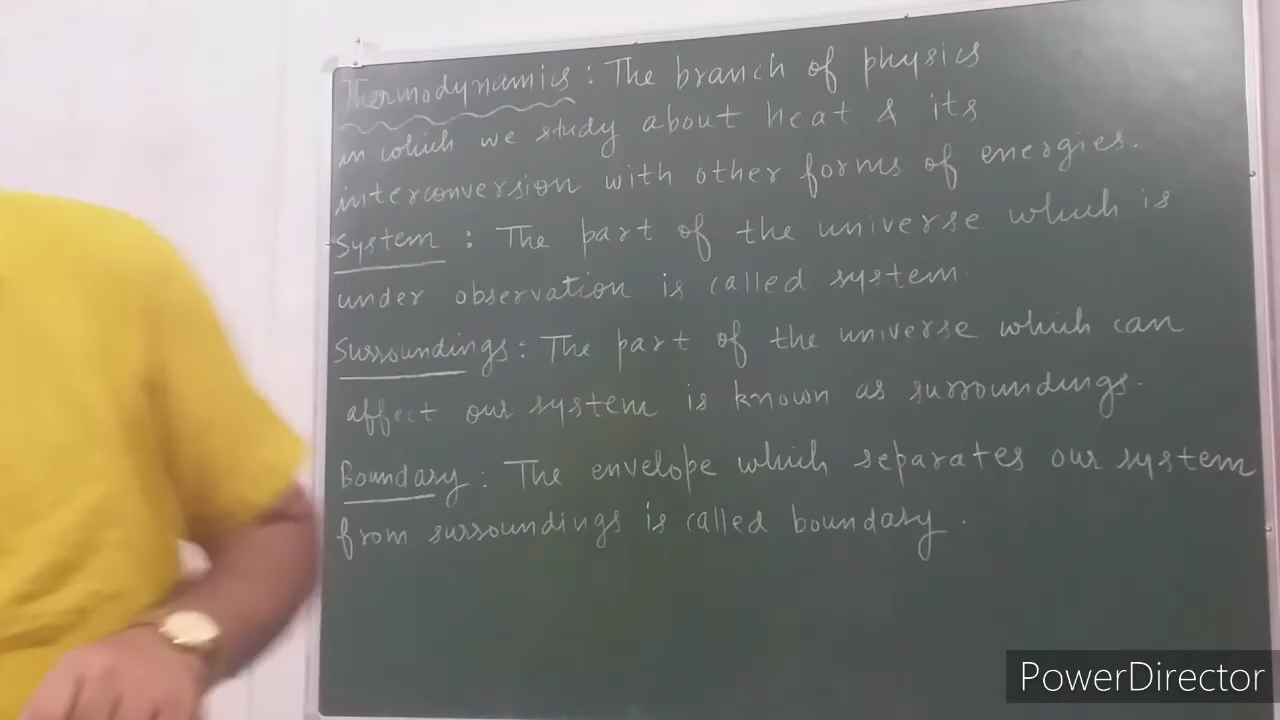 Thermodynamics : The branch of physics
in which we study about heat & its
interconversion with other forms of energies.
System : The part of the universe which is
under observation is called system.
Surroundings : The part of the universe which can
affect our system is known as surroundings.
Boundary : The envelope which separates our system
from surroundings is called boundary.
PowerDirector